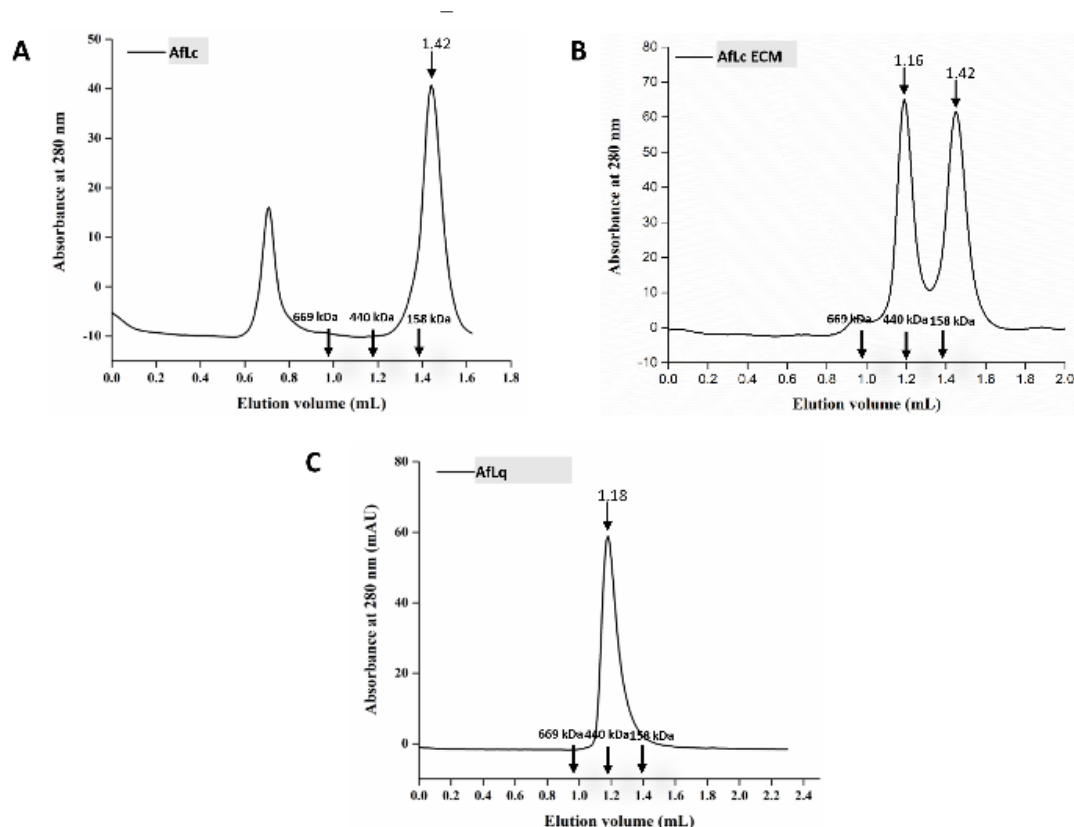 A
AfLc
1.42
50
40
30
20
10
0
-10
669 kDa 440 kDa 158 kDa
0.0 0.2 0.4 0.6 0.8 1.0 1.2 1.4 1.6 1.8
Absorbance at 280 nm
Elution volume (mL)
B
AfLc ECM
1.16 1.42
80
70
60
50
40
30
20
10
0
-10
669 kDa 440 kDa 158 kDa
0.0 0.2 0.4 0.6 0.8 1.0 1.2 1.4 1.6 1.8 2.0
Absorbance at 280 nm
Elution volume (mL)
C
AfLq
1.18
80
60
40
20
0
669 kDa 440 kDa 158 kDa
0.0 0.2 0.4 0.6 0.8 1.0 1.2 1.4 1.6 1.8 2.0 2.2 2.4
Absorbance at 280 nm (mAU)
Elution volume (mL)